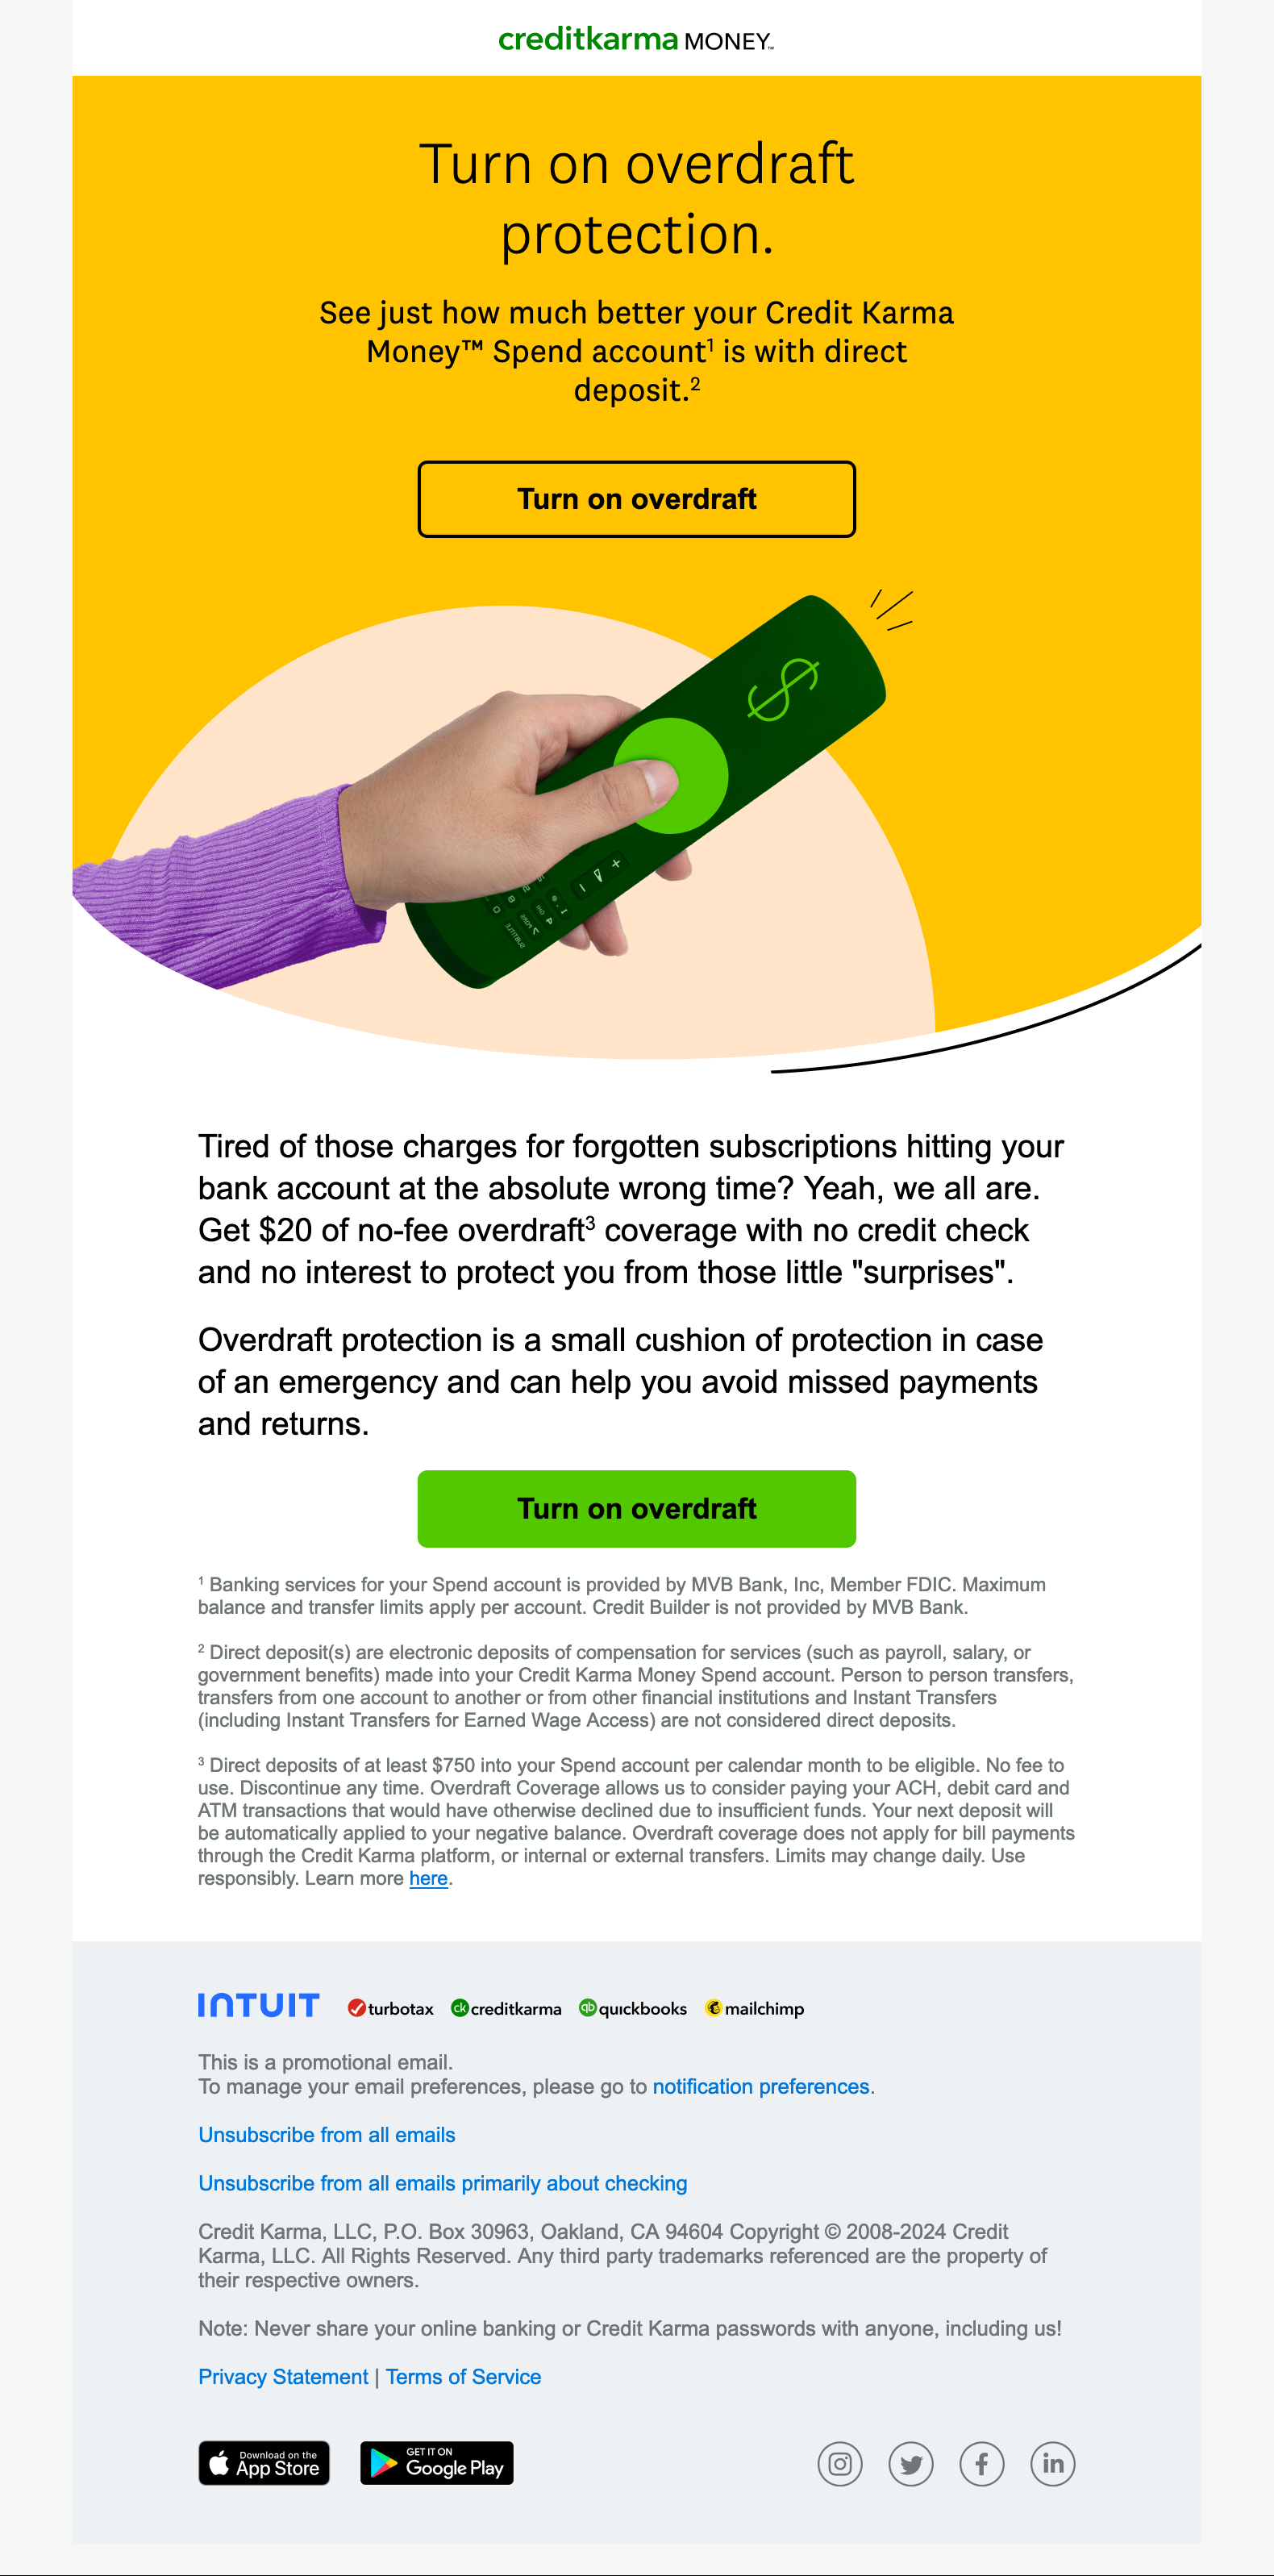 creditkarma MONEY™
Turn on overdraft
protection.
See just how much better your Credit Karma
Money™ Spend account¹ is with direct
deposit.²
Turn on overdraft
Tired of those charges for forgotten subscriptions hitting your
bank account at the absolute wrong time? Yeah, we all are.
Get $20 of no-fee overdraft³ coverage with no credit check
and no interest to protect you from those little "surprises".
Overdraft protection is a small cushion of protection in case
of an emergency and can help you avoid missed payments
and returns.
Turn on overdraft
¹ Banking services for your Spend account is provided by MVB Bank, Inc, Member FDIC. Maximum
balance and transfer limits apply per account. Credit Builder is not provided by MVB Bank.
² Direct deposit(s) are electronic deposits of compensation for services (such as payroll, salary, or
government benefits) made into your Credit Karma Money Spend account. Person to person transfers,
transfers from one account to another or from other financial institutions and Instant Transfers
(including Instant Transfers for Earned Wage Access) are not considered direct deposits.
³ Direct deposits of at least $750 into your Spend account per calendar month to be eligible. No fee to
use. Discontinue any time. Overdraft Coverage allows us to consider paying your ACH, debit card and
ATM transactions that would have otherwise declined due to insufficient funds. Your next deposit will
be automatically applied to your negative balance. Overdraft coverage does not apply for bill payments
through the Credit Karma platform, or internal or external transfers. Limits may change daily. Use
responsibly. Learn more here.
INTUIT turbotax ck creditkarma qb quickbooks mailchimp
This is a promotional email.
To manage your email preferences, please go to notification preferences.
Unsubscribe from all emails
Unsubscribe from all emails primarily about checking
Credit Karma, LLC, P.O. Box 30963, Oakland, CA 94604 Copyright © 2008-2024 Credit
Karma, LLC. All Rights Reserved. Any third party trademarks referenced are the property of
their respective owners.
Note: Never share your online banking or Credit Karma passwords with anyone, including us!
Privacy Statement | Terms of Service
Download on the
App Store
GET IT ON
Google Play